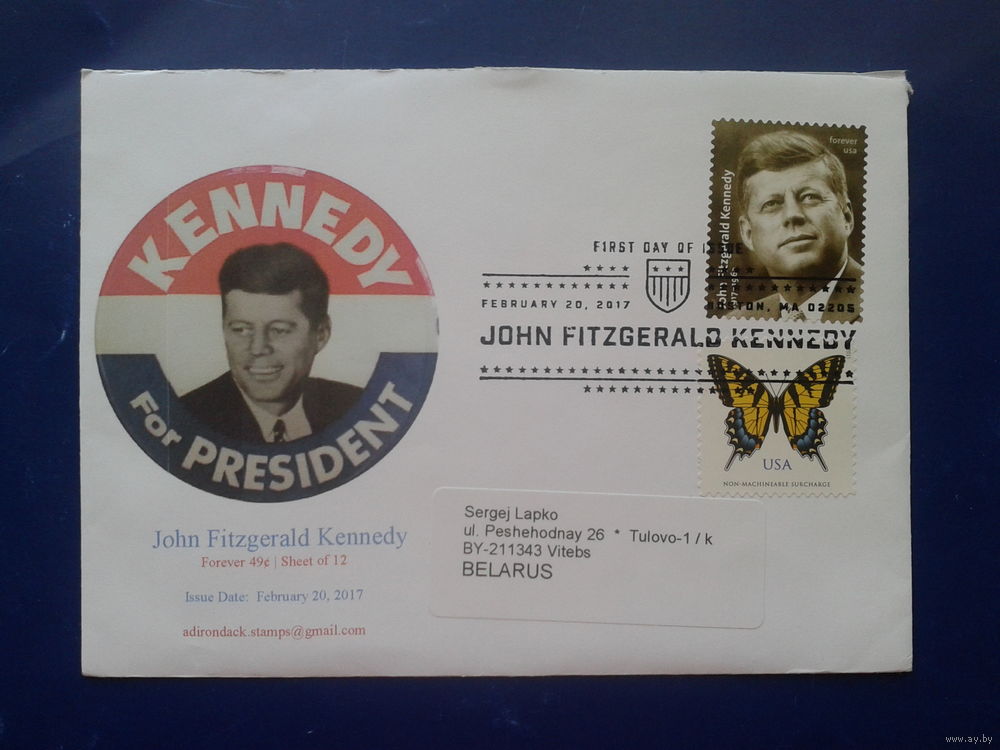 KENNEDY
For PRESIDENT
John Fitzgerald Kennedy
Forever 49¢ | Sheet of 12
Issue Date: February 20, 2017
adirondack.stamps@gmail.com
forever
usa
John Fitzgerald Kennedy
FIRST DAY OF ISSUE
FEBRUARY 20, 2017
BOSTON, MA 02205
JOHN FITZGERALD KENNEDY
USA
NON-MACHINEABLE SURCHARGE
Sergej Lapko
ul. Peshehodnay 26 * Tulovo-1 / k
BY-211343 Vitebs
BELARUS
www.ay.by